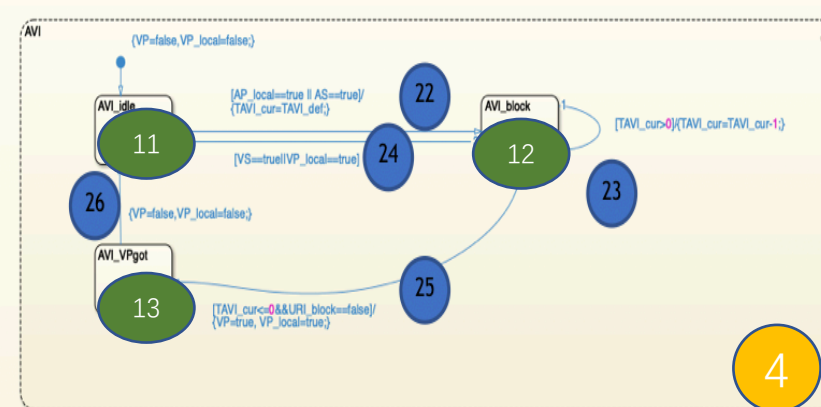 AVI
{VP=false,VP_local=false;}
AVI_idle
[AP_local==true || AS==true]/
{TAVI_cur=TAVI_def;}
22
AVI_block
1
[TAVI_cur>0]/{TAVI_cur=TAVI_cur-1;}
11
24
12
[VS==true||VP_local==true]
23
26
{VP=false,VP_local=false;}
AVI_VPgot
25
13
[TAVI_cur<=0&&URI_block==false]/
{VP=true, VP_local=true;}
4